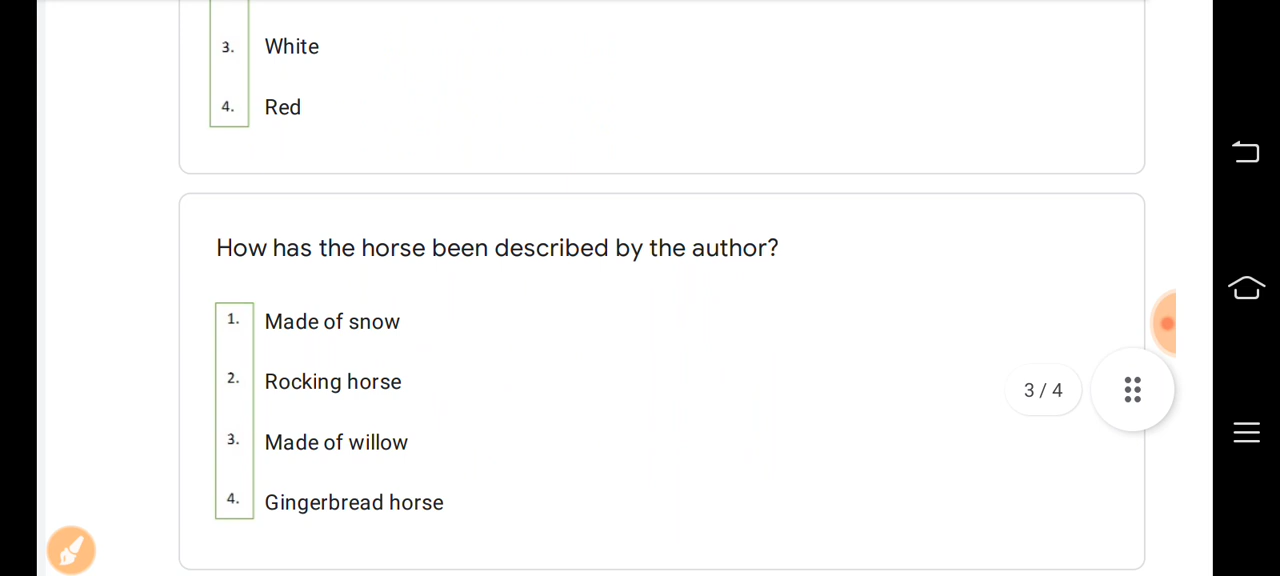 3. White
4. Red
How has the horse been described by the author?
1. Made of snow
2. Rocking horse
3. Made of willow
4. Gingerbread horse
3 / 4